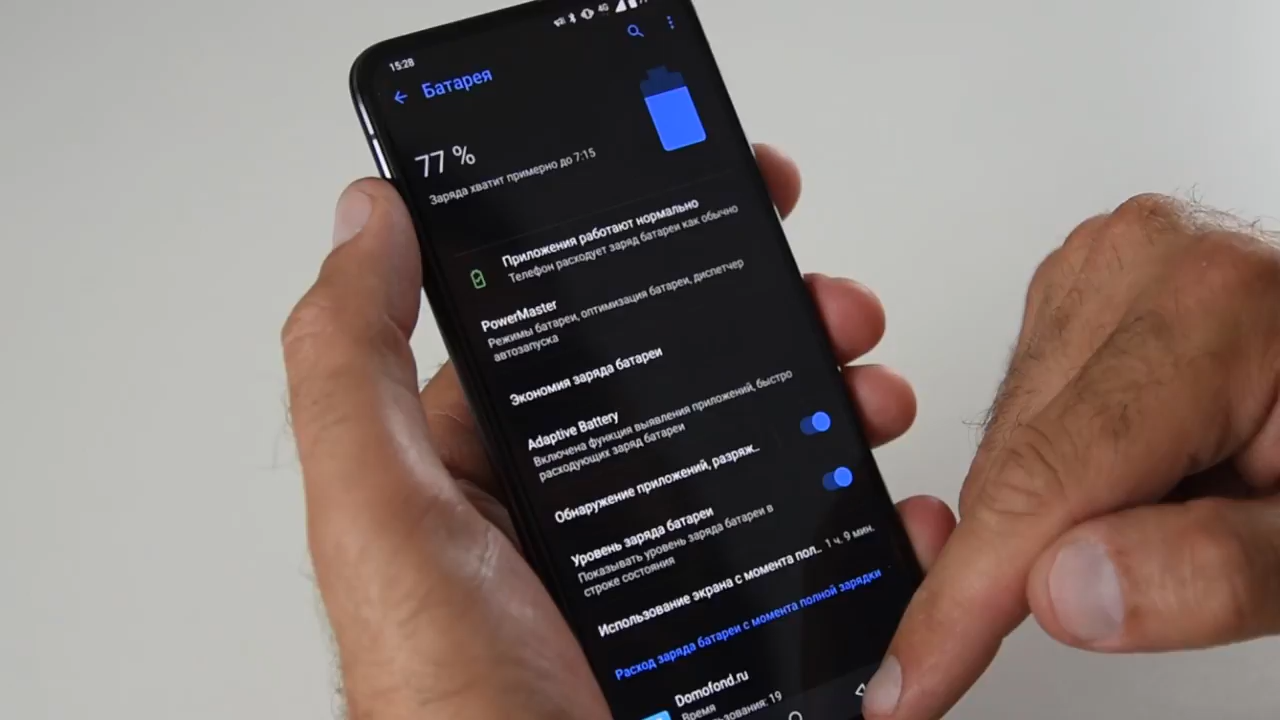 15:28
4G
Батарея
77 %
Заряда хватит примерно до 7:15
Приложения работают нормально
Телефон расходует заряд батареи как обычно
PowerMaster
Режимы батареи, оптимизация батареи, диспетчер
автозапуска
Экономия заряда батареи
Adaptive Battery
Включена функция выявления приложений, быстро
расходующих заряд батареи
Обнаружение приложений, разряж..
Уровень заряда батареи
Показывать уровень заряда батареи в
строке состояния
Использование экрана с момента пол.. 1 ч. 9 мин.
Расход заряда батареи с момента полной зарядки
Domofond.ru
Время
19